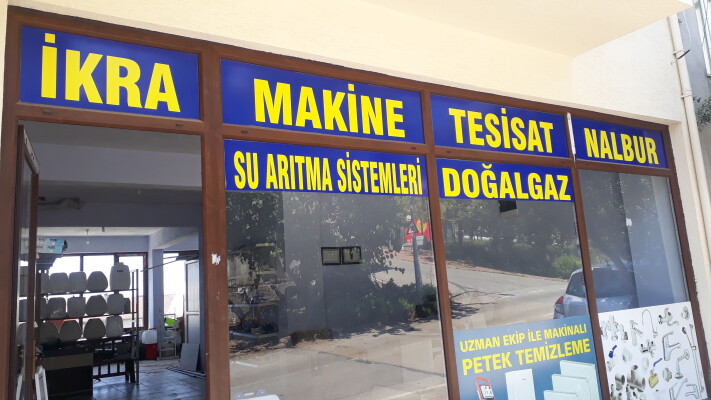 İKRA
MAKİNE
TESİSAT
NALBUR
SU ARITMA SİSTEMLERİ
DOĞALGAZ
UZMAN EKİP İLE MAKİNALI
PETEK TEMİZLEME